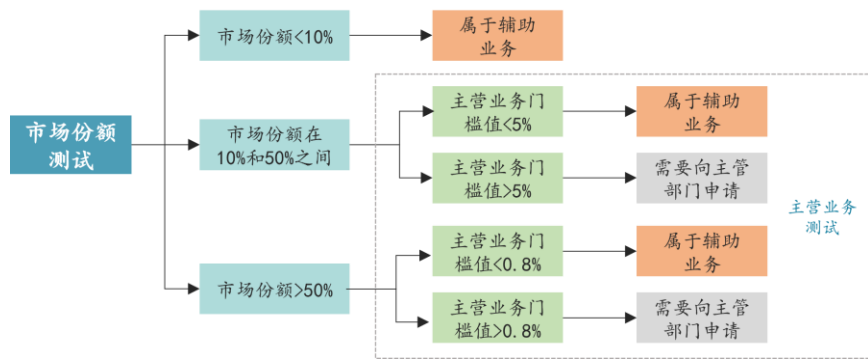 市场份额
测试
市场份额<10%
属于辅助
业务
市场份额在
10%和50%之间
主营业务门
槛值<5%
属于辅助
业务
主营业务门
槛值>5%
需要向主管
部门申请
市场份额>50%
主营业务门
槛值<0.8%
属于辅助
业务
主营业务门
槛值>0.8%
需要向主管
部门申请
主营业务
测试